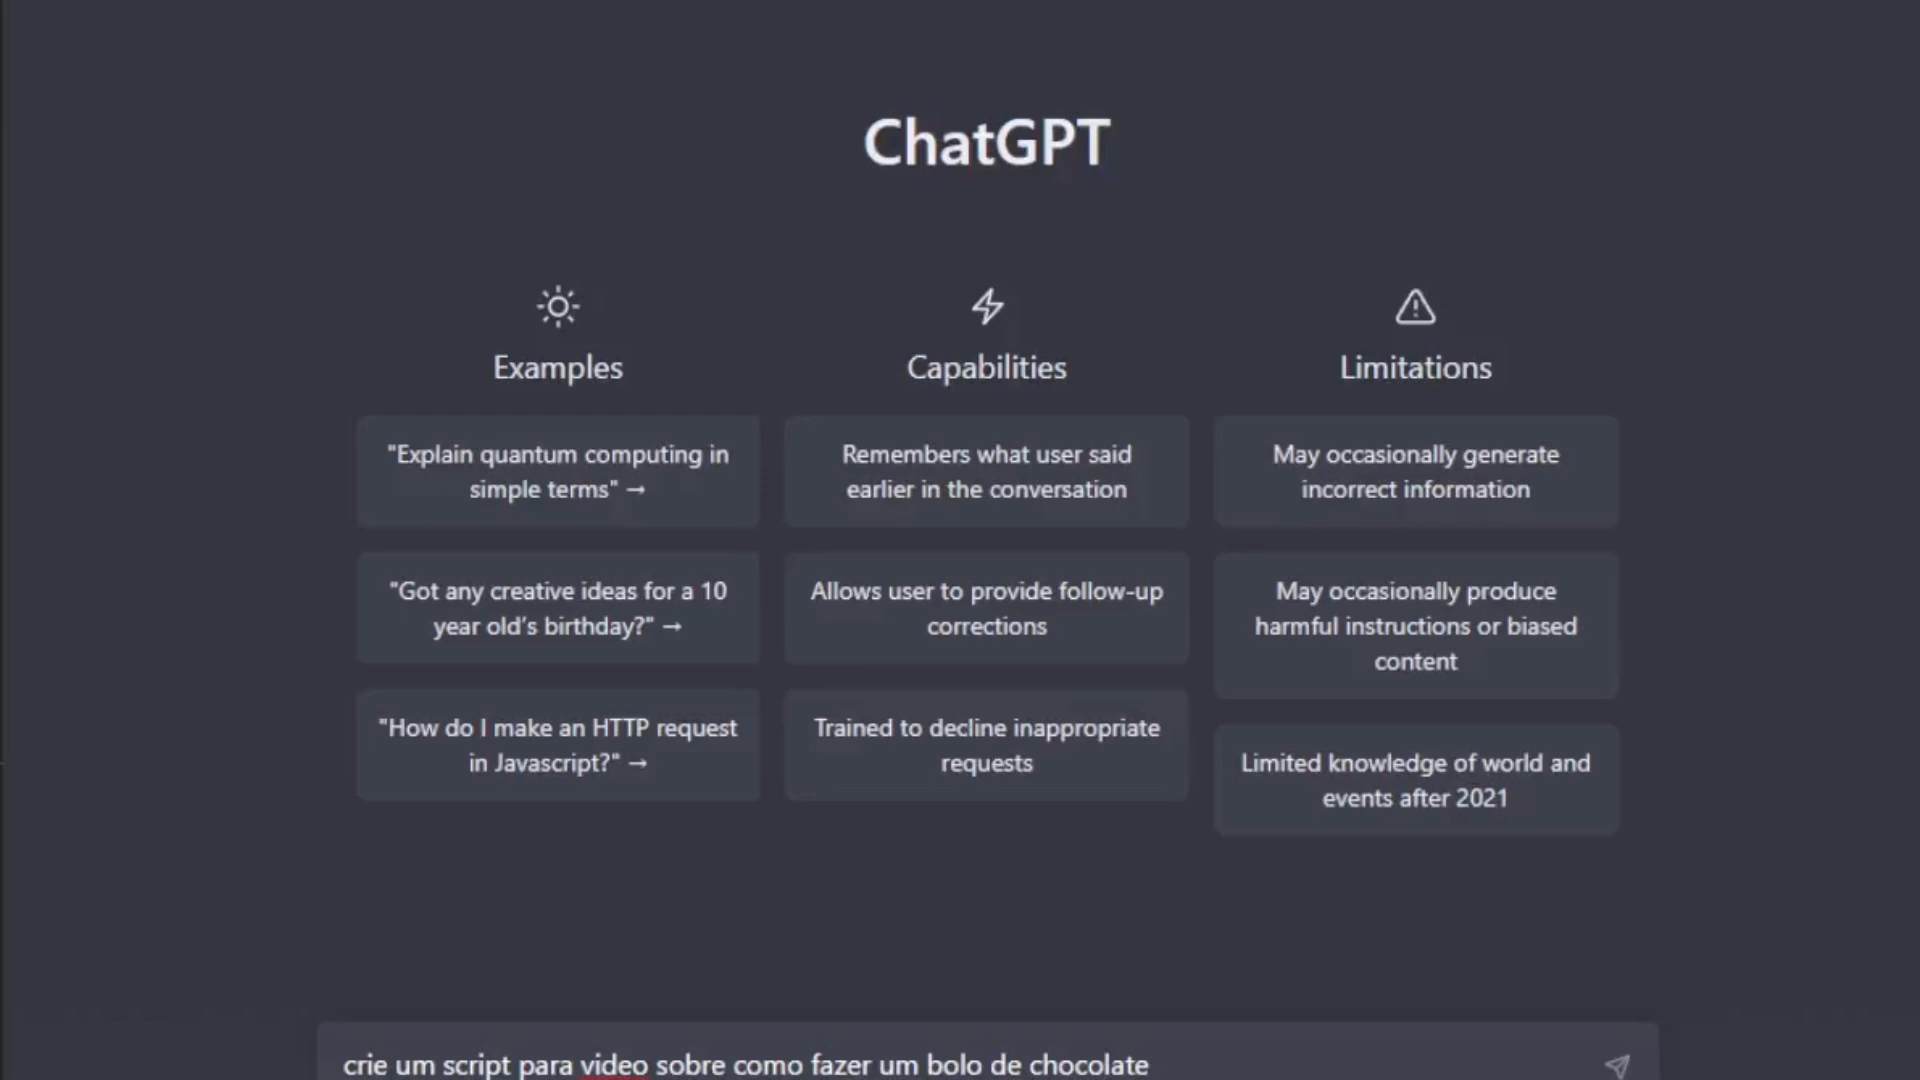 ChatGPT
Examples
"Explain quantum computing in
simple terms" →
"Got any creative ideas for a 10
year old's birthday?" →
"How do I make an HTTP request
in Javascript?" →
Capabilities
Remembers what user said
earlier in the conversation
Allows user to provide follow-up
corrections
Trained to decline inappropriate
requests
Limitations
May occasionally generate
incorrect information
May occasionally produce
harmful instructions or biased
content
Limited knowledge of world and
events after 2021
crie um script para video sobre como fazer um bolo de chocolate